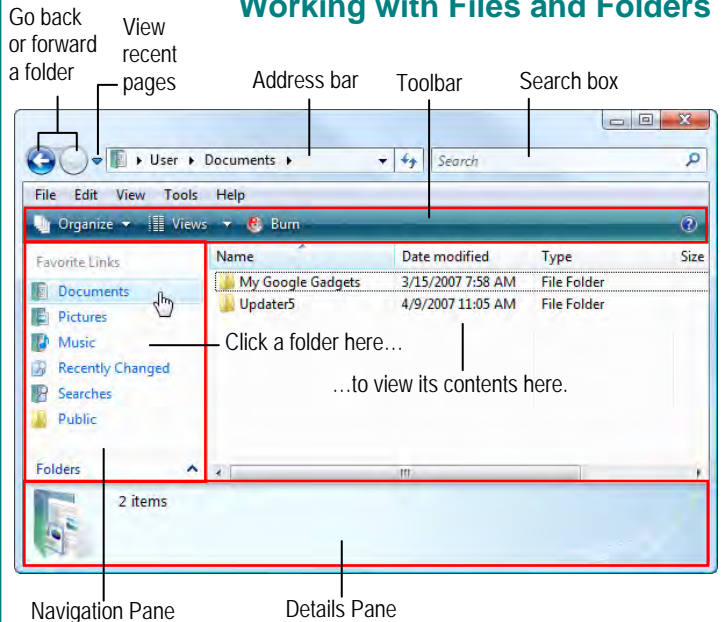 Working with Files and Folders
Go back
or forward
a folder
View
recent
pages
Address bar
Toolbar
Search box
User
Documents
Search
File Edit View Tools Help
Organize Views Burn
Favorite Links
Documents
Pictures
Music
Recently Changed
Searches
Public
Folders
Name Date modified Type Size
My Google Gadgets 3/15/2007 7:58 AM File Folder
Updater5 4/9/2007 11:05 AM File Folder
Click a folder here…
…to view its contents here.
2 items
Navigation Pane
Details Pane